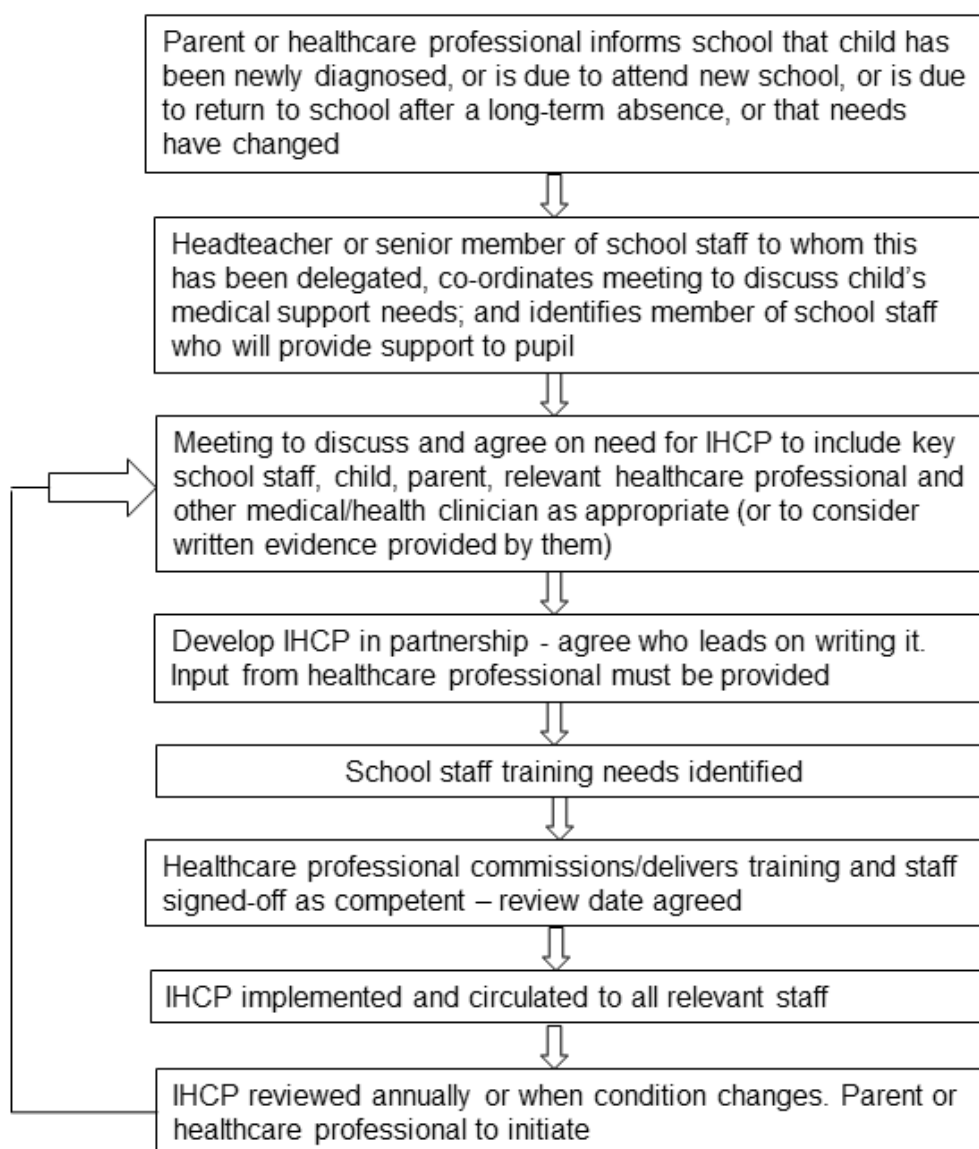 Parent or healthcare professional informs school that child has
been newly diagnosed, or is due to attend new school, or is due
to return to school after a long-term absence, or that needs
have changed
Headteacher or senior member of school staff to whom this
has been delegated, co-ordinates meeting to discuss child's
medical support needs; and identifies member of school staff
who will provide support to pupil
Meeting to discuss and agree on need for IHCP to include key
school staff, child, parent, relevant healthcare professional and
other medical/health clinician as appropriate (or to consider
written evidence provided by them)
Develop IHCP in partnership - agree who leads on writing it.
Input from healthcare professional must be provided
School staff training needs identified
Healthcare professional commissions/delivers training and staff
signed-off as competent – review date agreed
IHCP implemented and circulated to all relevant staff
IHCP reviewed annually or when condition changes. Parent or
healthcare professional to initiate